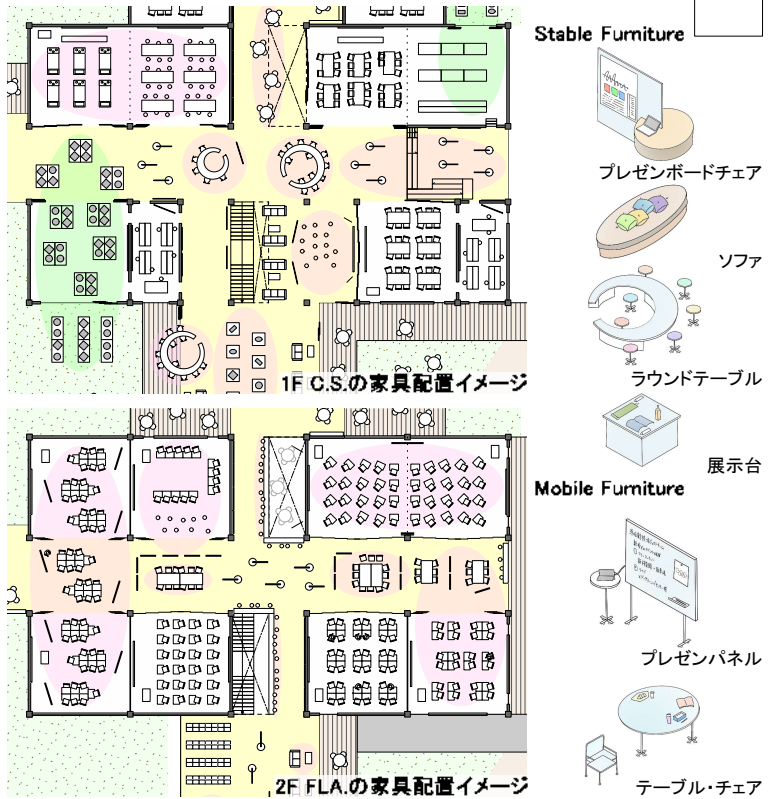 Stable Furniture
プレゼンボードチェア
ソファ
ラウンドテーブル
展示台
1F C.S.の家具配置イメージ
Mobile Furniture
プレゼンパネル
テーブル・チェア
2F FLA.の家具配置イメージ